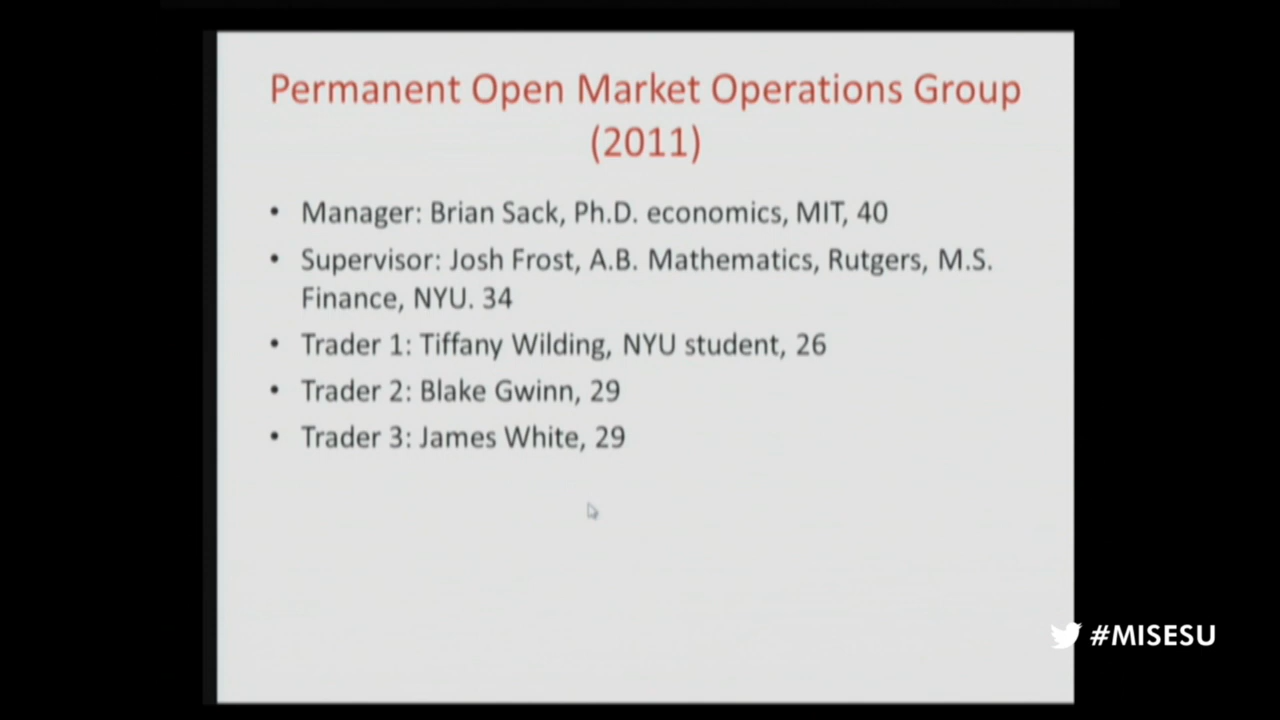 Permanent Open Market Operations Group
(2011)
• Manager: Brian Sack, Ph.D. economics, MIT, 40
• Supervisor: Josh Frost, A.B. Mathematics, Rutgers, M.S.
Finance, NYU. 34
• Trader 1: Tiffany Wilding, NYU student, 26
• Trader 2: Blake Gwinn, 29
• Trader 3: James White, 29
#MISESU